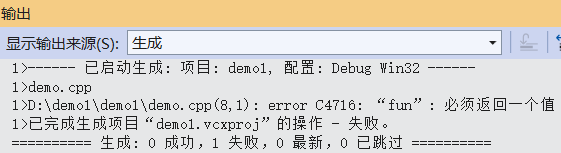 输出
显示输出来源(S): 生成
1>------ 已启动生成: 项目: demo1, 配置: Debug Win32 ------
1>demo.cpp
1>D:\demo1\demo1\demo.cpp(8,1): error C4716: “fun”: 必须返回一个值
1>已完成生成项目“demo1.vcxproj”的操作 - 失败。
========== 生成: 0 成功，1 失败，0 最新，0 已跳过 ==========